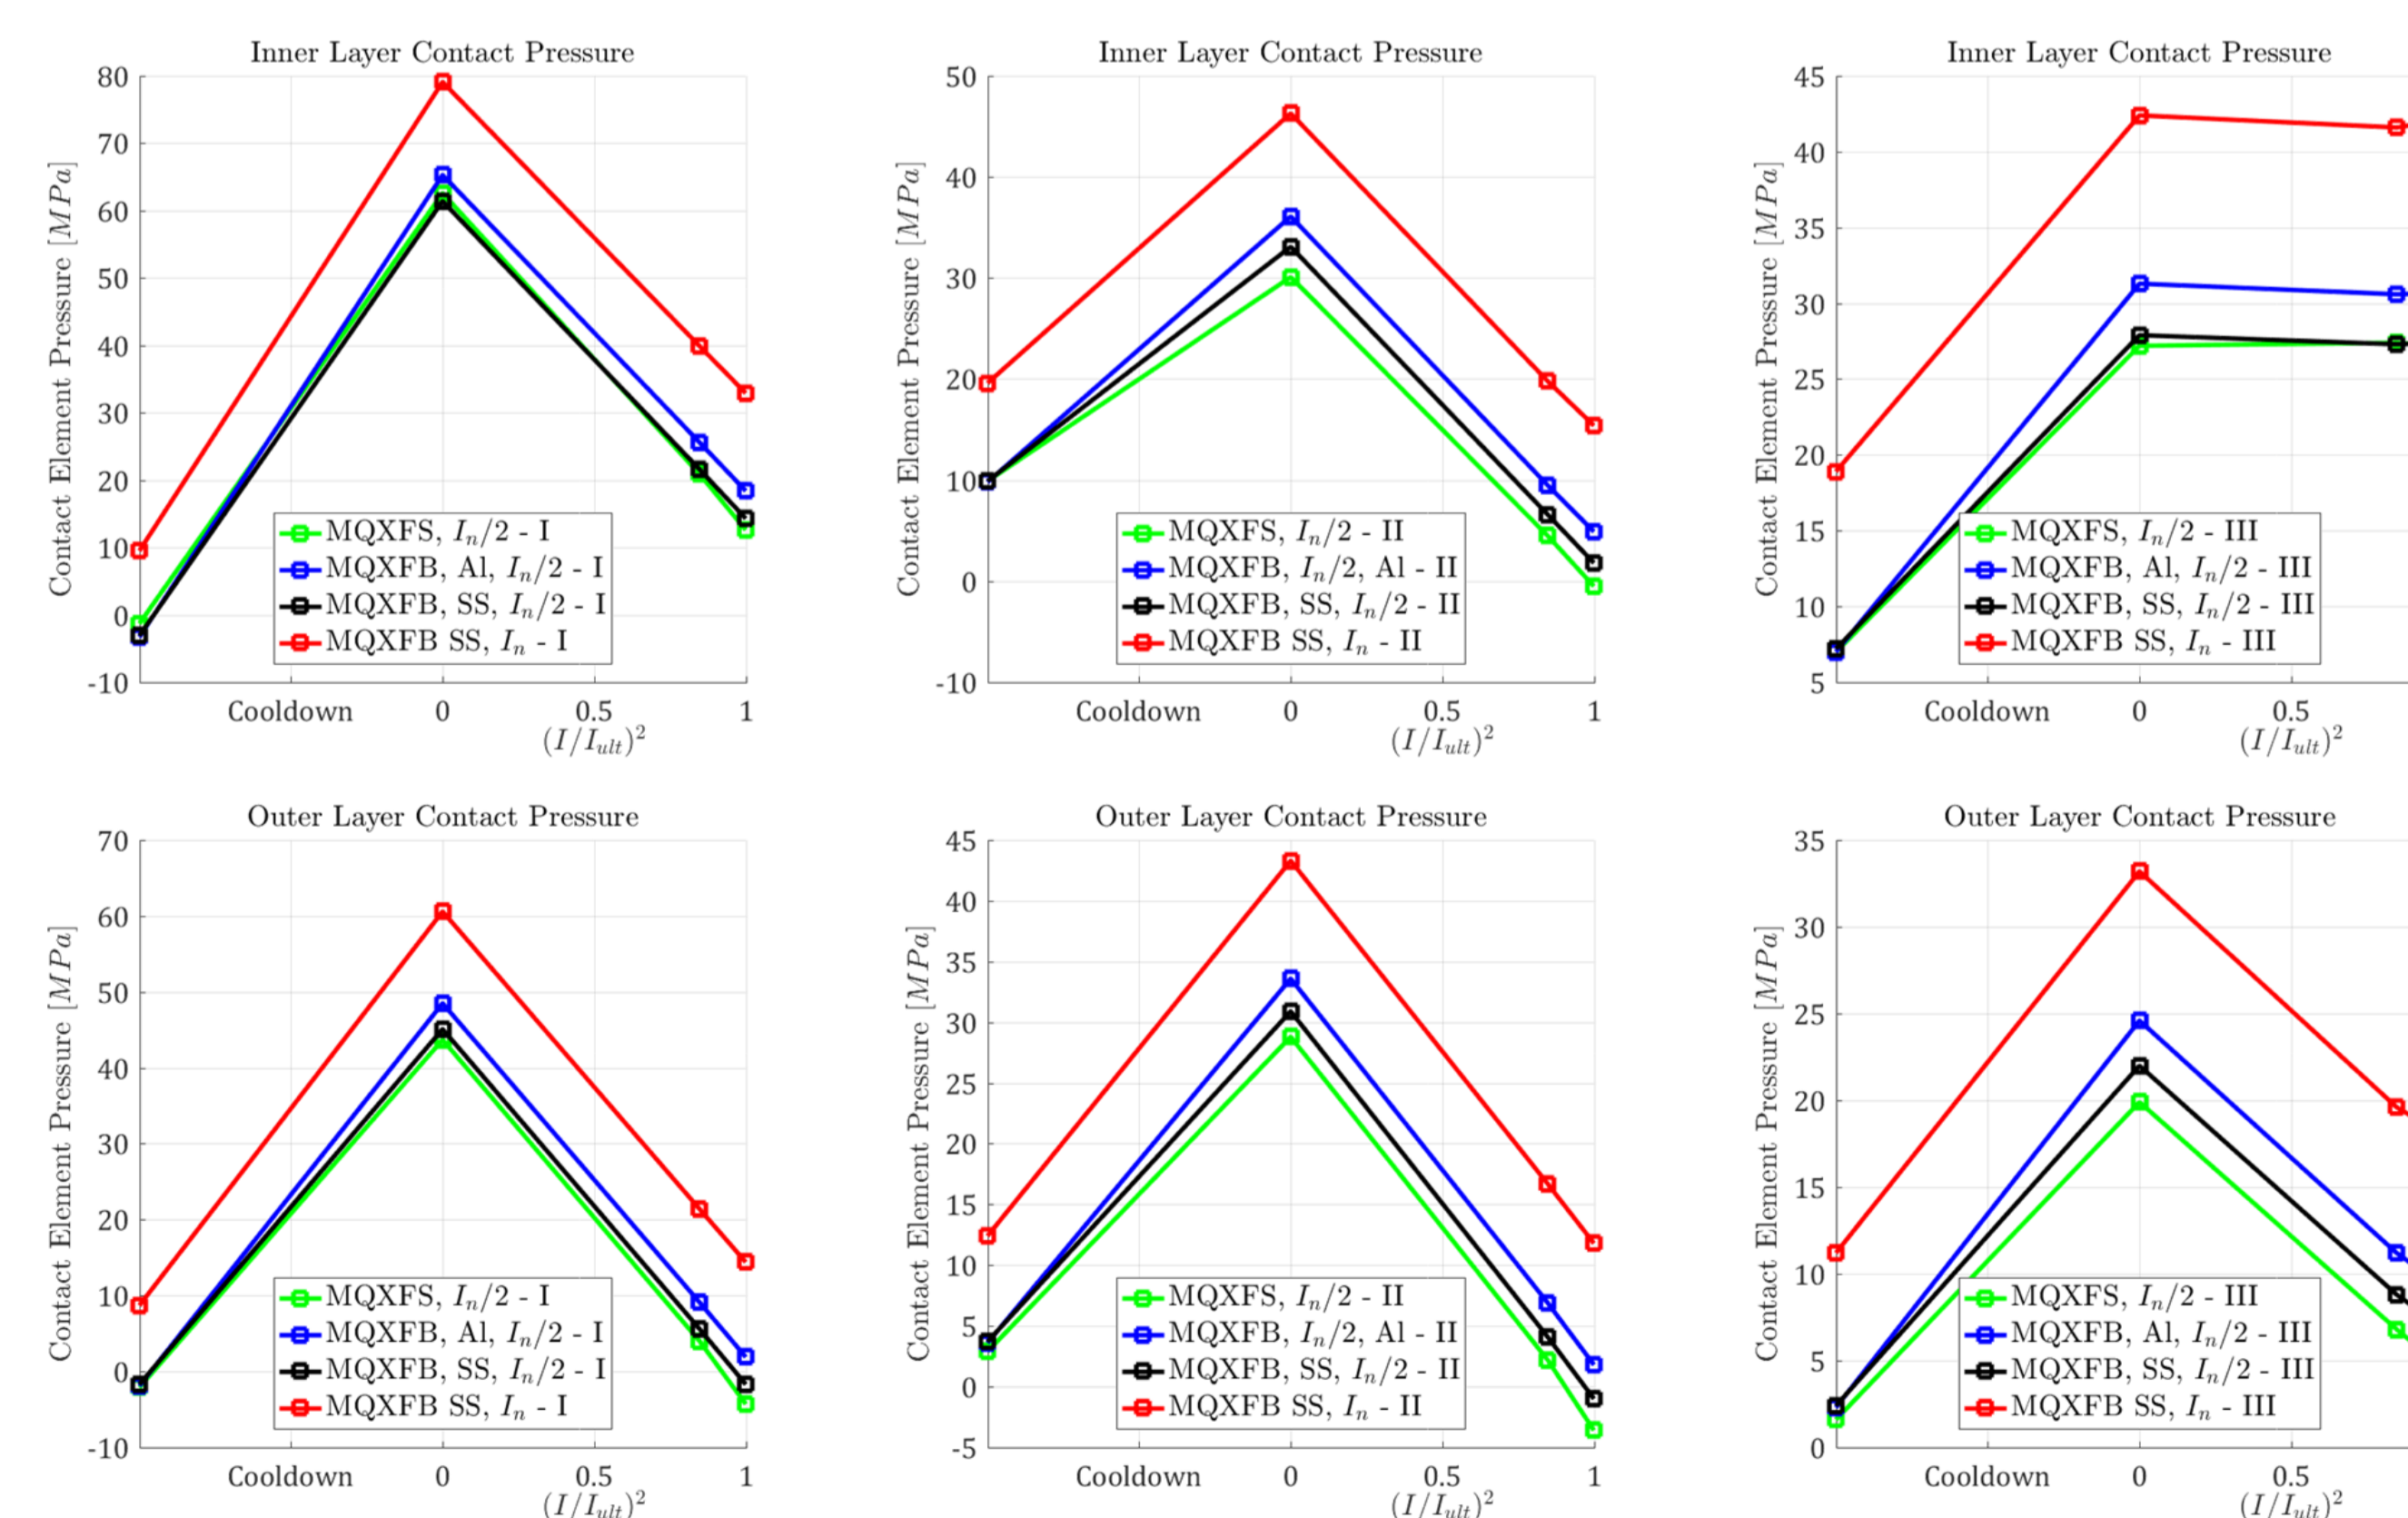 Inner Layer Contact Pressure
Contact Element Pressure [MPa]
80
70
60
50
40
30
20
10
0
-10
MQXFS, Iₙ/2 - I
MQXFB, Al, Iₙ/2 - I
MQXFB, SS, Iₙ/2 - I
MQXFB SS, Iₙ - I
Cooldown 0 0.5 1
(I/Iᵤₗₜ)²
Inner Layer Contact Pressure
Contact Element Pressure [MPa]
50
40
30
20
10
0
-10
MQXFS, Iₙ/2 - II
MQXFB, Iₙ/2, Al - II
MQXFB, SS, Iₙ/2 - II
MQXFB SS, Iₙ - II
Cooldown 0 0.5 1
(I/Iᵤₗₜ)²
Inner Layer Contact Pressure
Contact Element Pressure [MPa]
45
40
35
30
25
20
15
10
5
MQXFS, Iₙ/2 - III
MQXFB, Al, Iₙ/2 - III
MQXFB, SS, Iₙ/2 - III
MQXFB SS, Iₙ - III
Cooldown 0 0.5
(I/Iᵤₗₜ)²
Outer Layer Contact Pressure
Contact Element Pressure [MPa]
70
60
50
40
30
20
10
0
-10
MQXFS, Iₙ/2 - I
MQXFB, Al, Iₙ/2 - I
MQXFB, SS, Iₙ/2 - I
MQXFB SS, Iₙ - I
Cooldown 0 0.5 1
(I/Iᵤₗₜ)²
Outer Layer Contact Pressure
Contact Element Pressure [MPa]
45
40
35
30
25
20
15
10
5
0
-5
MQXFS, Iₙ/2 - II
MQXFB, Iₙ/2, Al - II
MQXFB, SS, Iₙ/2 - II
MQXFB SS, Iₙ - II
Cooldown 0 0.5 1
(I/Iᵤₗₜ)²
Outer Layer Contact Pressure
Contact Element Pressure [MPa]
35
30
25
20
15
10
5
0
MQXFS, Iₙ/2 - III
MQXFB, Al, Iₙ/2 - III
MQXFB, SS, Iₙ/2 - III
MQXFB SS, Iₙ - III
Cooldown 0 0.5
(I/Iᵤₗₜ)²